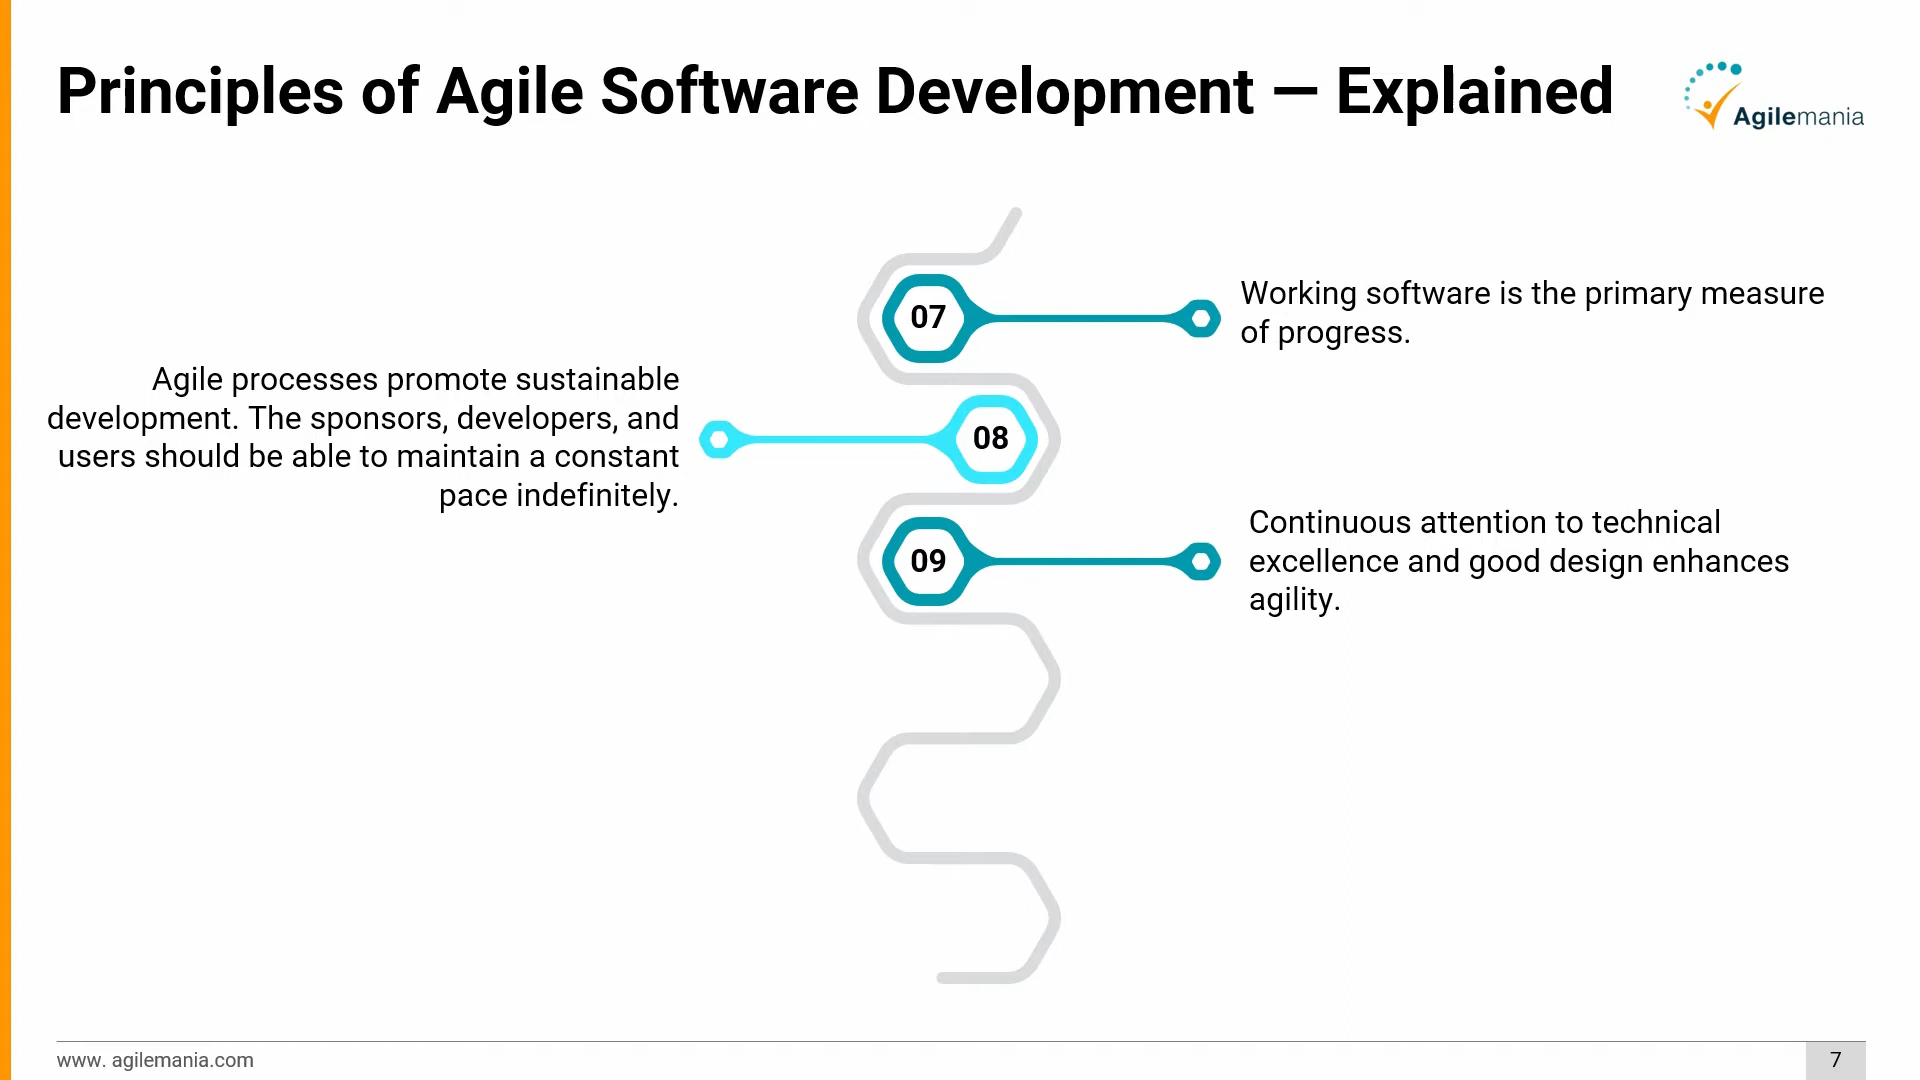 Principles of Agile Software Development — Explained
Agilemania
07
Working software is the primary measure
of progress.
Agile processes promote sustainable
development. The sponsors, developers, and
users should be able to maintain a constant
pace indefinitely.
08
09
Continuous attention to technical
excellence and good design enhances
agility.
www. agilemania.com
7